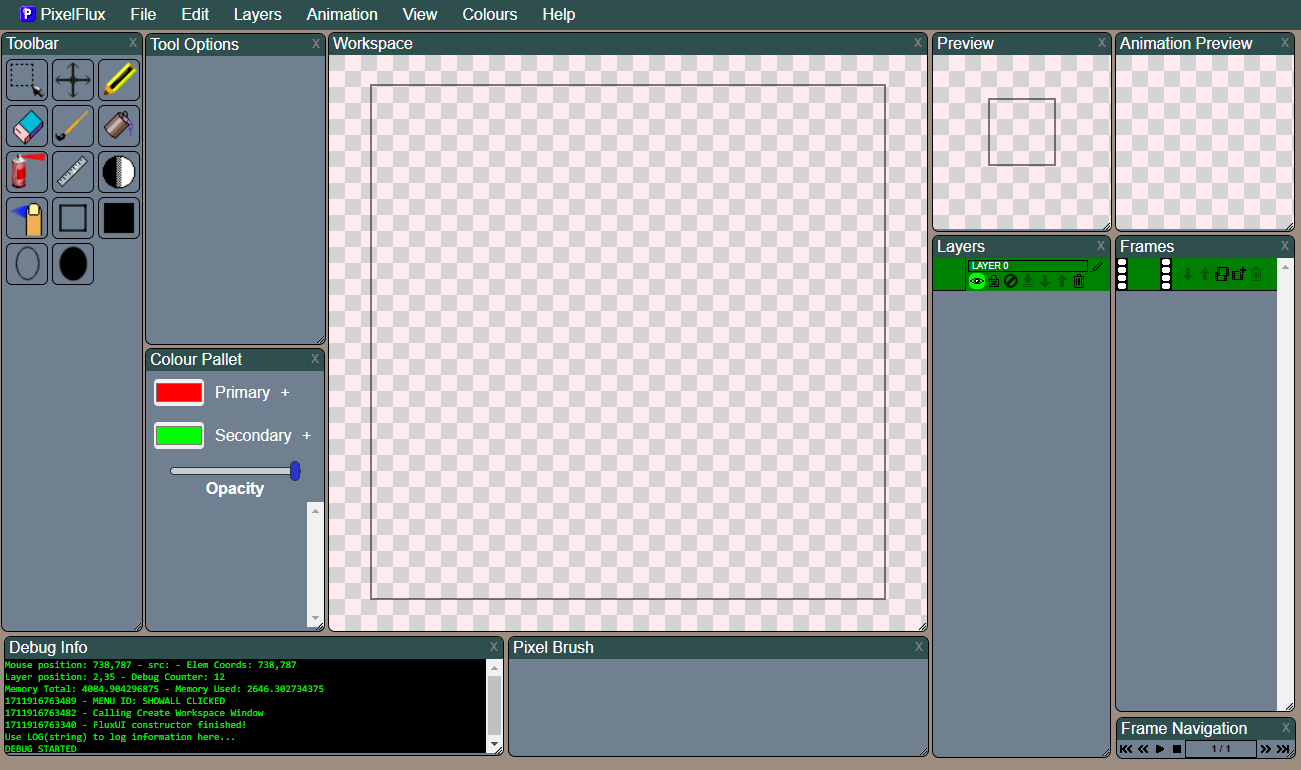 P PixelFlux File Edit Layers Animation View Colours Help
Toolbar X
Tool Options X
Workspace X
Preview X
Animation Preview X
Layers X
LAYER 0
Frames X
Colour Pallet X
Primary +
Secondary +
Opacity
Debug Info X
Mouse position: 738,787 - src: - Elem Coords: 738,787
Layer position: 2,35 - Debug Counter: 12
Memory Total: 4084.904296875 - Memory Used: 2646.302734375
1711916763489 - MENU ID: SHOWALL CLICKED
1711916763482 - Calling Create Workspace Window
1711916763340 - FluxUI constructor finished!
Use LOG(string) to log information here...
DEBUG STARTED
Pixel Brush X
Frame Navigation X
1 / 1